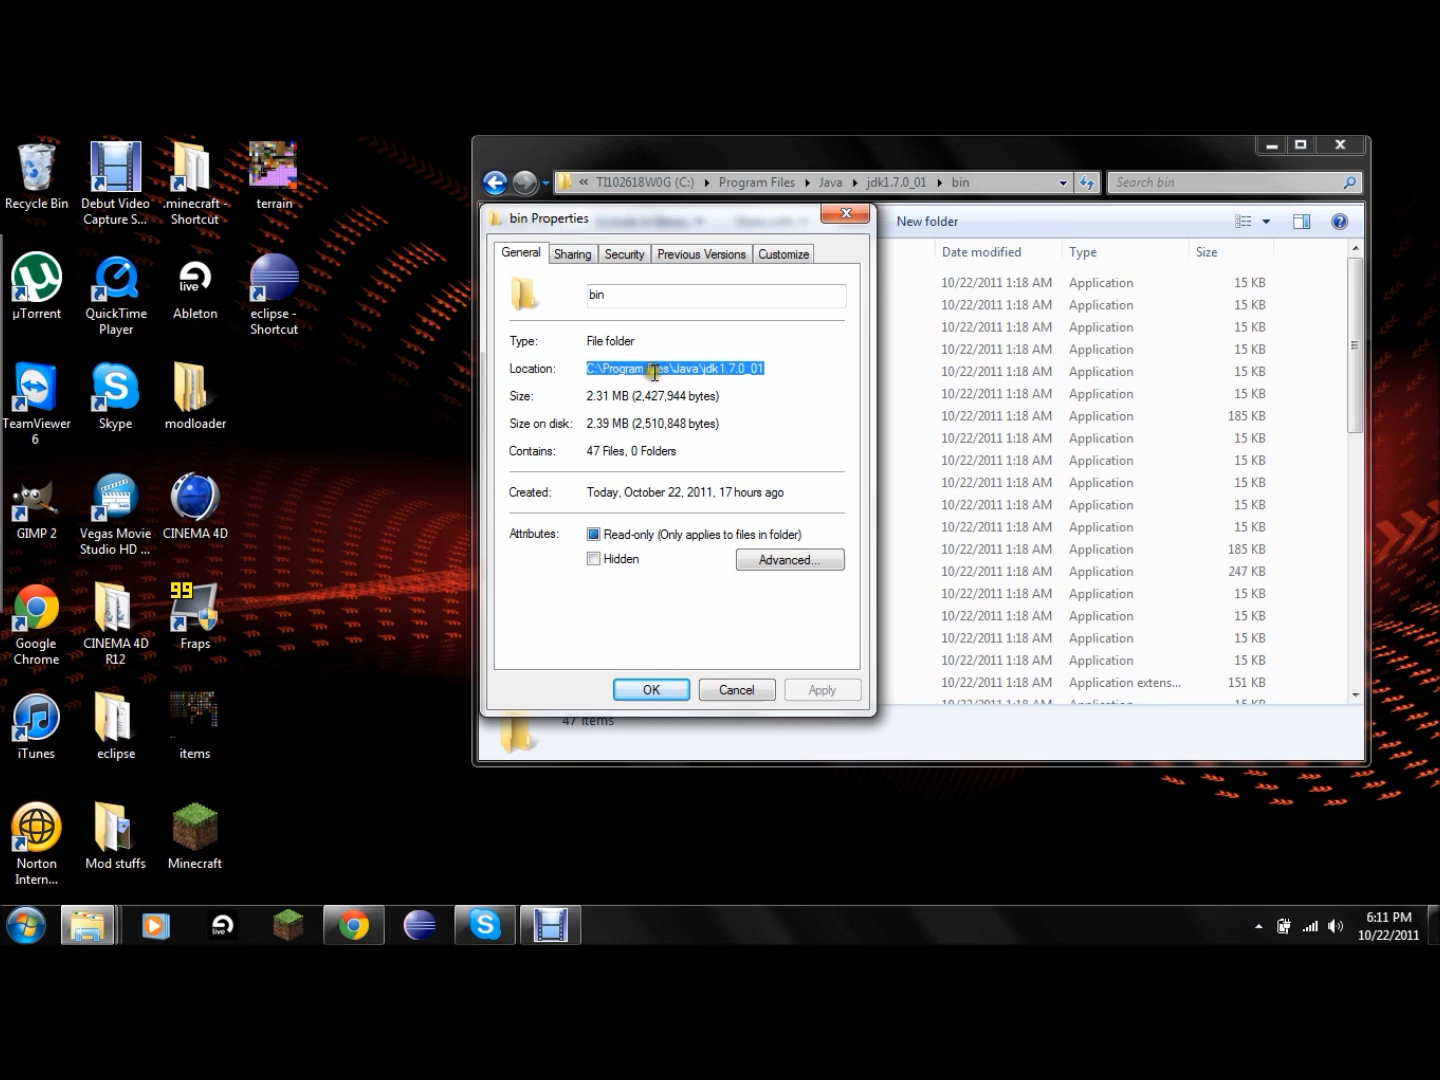 Recycle Bin
Debut Video
Capture S...
.minecraft -
Shortcut
terrain
µTorrent
QuickTime
Player
live
Ableton
eclipse -
Shortcut
TeamViewer
6
Skype
modloader
GIMP 2
Vegas Movie
Studio HD ...
CINEMA 4D
Google
Chrome
CINEMA 4D
R12
99
Fraps
iTunes
eclipse
items
Norton
Intern...
Mod stuffs
Minecraft
« TI102618W0G (C:) ▸ Program Files ▸ Java ▸ jdk1.7.0_01 ▸ bin
Search bin
New folder
Date modified Type Size
10/22/2011 1:18 AM Application 15 KB
10/22/2011 1:18 AM Application 15 KB
10/22/2011 1:18 AM Application 15 KB
10/22/2011 1:18 AM Application 15 KB
10/22/2011 1:18 AM Application 15 KB
10/22/2011 1:18 AM Application 15 KB
10/22/2011 1:18 AM Application 185 KB
10/22/2011 1:18 AM Application 15 KB
10/22/2011 1:18 AM Application 15 KB
10/22/2011 1:18 AM Application 15 KB
10/22/2011 1:18 AM Application 15 KB
10/22/2011 1:18 AM Application 15 KB
10/22/2011 1:18 AM Application 185 KB
10/22/2011 1:18 AM Application 247 KB
10/22/2011 1:18 AM Application 15 KB
10/22/2011 1:18 AM Application 15 KB
10/22/2011 1:18 AM Application 15 KB
10/22/2011 1:18 AM Application 15 KB
10/22/2011 1:18 AM Application extens... 151 KB
10/22/2011 1:18 AM Application 15 KB
47 items
bin Properties
General Sharing Security Previous Versions Customize
bin
Type: File folder
Location: C:\Program Files\Java\jdk1.7.0_01
Size: 2.31 MB (2,427,944 bytes)
Size on disk: 2.39 MB (2,510,848 bytes)
Contains: 47 Files, 0 Folders
Created: Today, October 22, 2011, 17 hours ago
Attributes: Read-only (Only applies to files in folder)
Hidden Advanced...
OK Cancel Apply
live
6:11 PM
10/22/2011